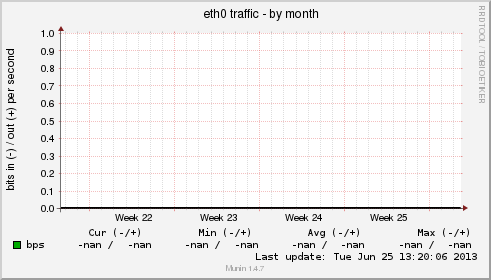 eth0 traffic - by month
RRDTOOL / TOBI OETIKER
bits in (-) / out (+) per second
1.0
0.9
0.8
0.7
0.6
0.5
0.4
0.3
0.2
0.1
0.0
Week 22 Week 23 Week 24 Week 25
Cur (-/+) Min (-/+) Avg (-/+) Max (-/+)
bps -nan / -nan -nan / -nan -nan / -nan -nan / -nan
Last update: Tue Jun 25 13:20:06 2013
Munin 1.4.7